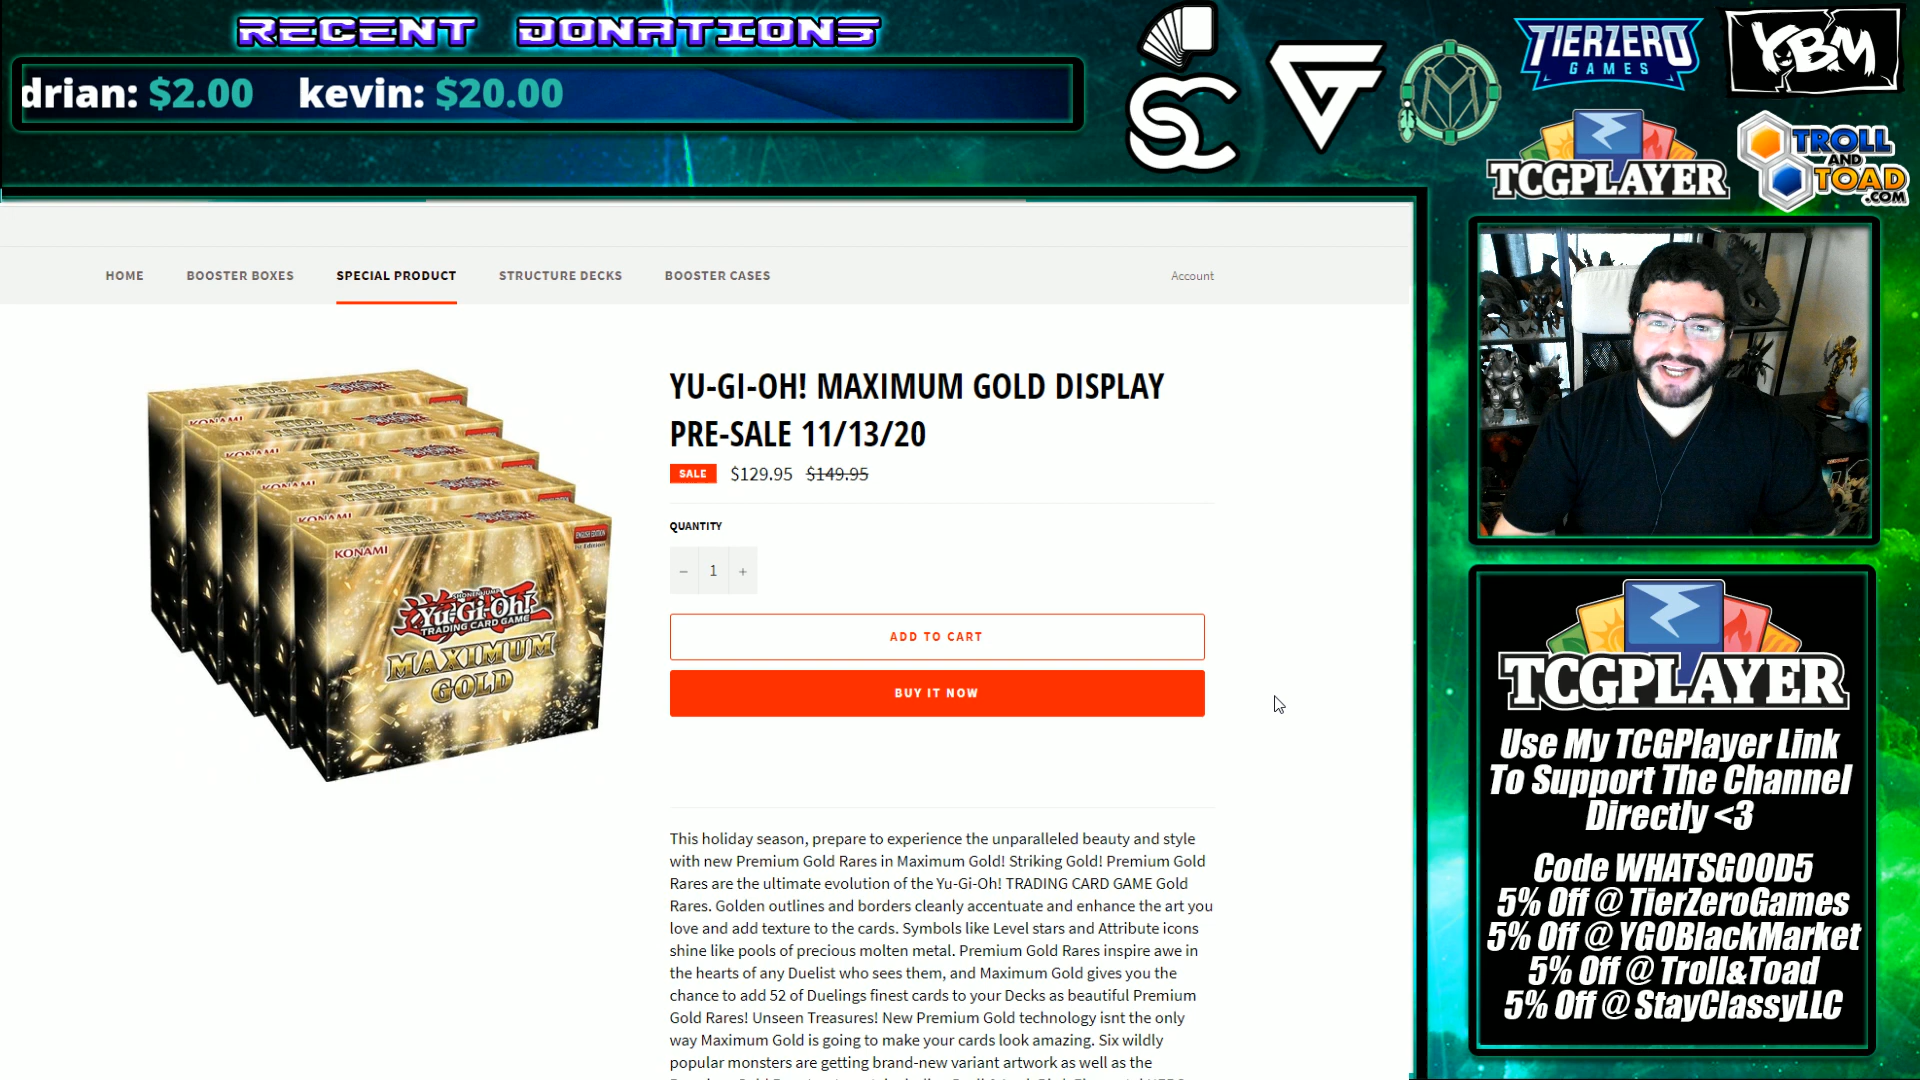 RECENT DONATIONS
drian: $2.00 kevin: $20.00
SC
TIERZERO
GAMES
YBM
TCGPLAYER
TROLL
AND
TOAD
.COM
HOME
BOOSTER BOXES
SPECIAL PRODUCT
STRUCTURE DECKS
BOOSTER CASES
Account
KONAMI
KONAMI
KONAMI
KONAMI
KONAMI
SHONEN JUMP
Yu-Gi-Oh!
TRADING CARD GAME
MAXIMUM
GOLD
1st Edition
YU-GI-OH! MAXIMUM GOLD DISPLAY
PRE-SALE 11/13/20
SALE $129.95 $149.95
QUANTITY
− 1 +
ADD TO CART
BUY IT NOW
This holiday season, prepare to experience the unparalleled beauty and style
with new Premium Gold Rares in Maximum Gold! Striking Gold! Premium Gold
Rares are the ultimate evolution of the Yu-Gi-Oh! TRADING CARD GAME Gold
Rares. Golden outlines and borders cleanly accentuate and enhance the art you
love and add texture to the cards. Symbols like Level stars and Attribute icons
shine like pools of precious molten metal. Premium Gold Rares inspire awe in
the hearts of any Duelist who sees them, and Maximum Gold gives you the
chance to add 52 of Duelings finest cards to your Decks as beautiful Premium
Gold Rares! Unseen Treasures! New Premium Gold technology isnt the only
way Maximum Gold is going to make your cards look amazing. Six wildly
popular monsters are getting brand-new variant artwork as well as the
TCGPLAYER
Use My TCGPlayer Link
To Support The Channel
Directly <3
Code WHATSGOOD5
5% Off @ TierZeroGames
5% Off @ YGOBlackMarket
5% Off @ Troll&Toad
5% Off @ StayClassyLLC